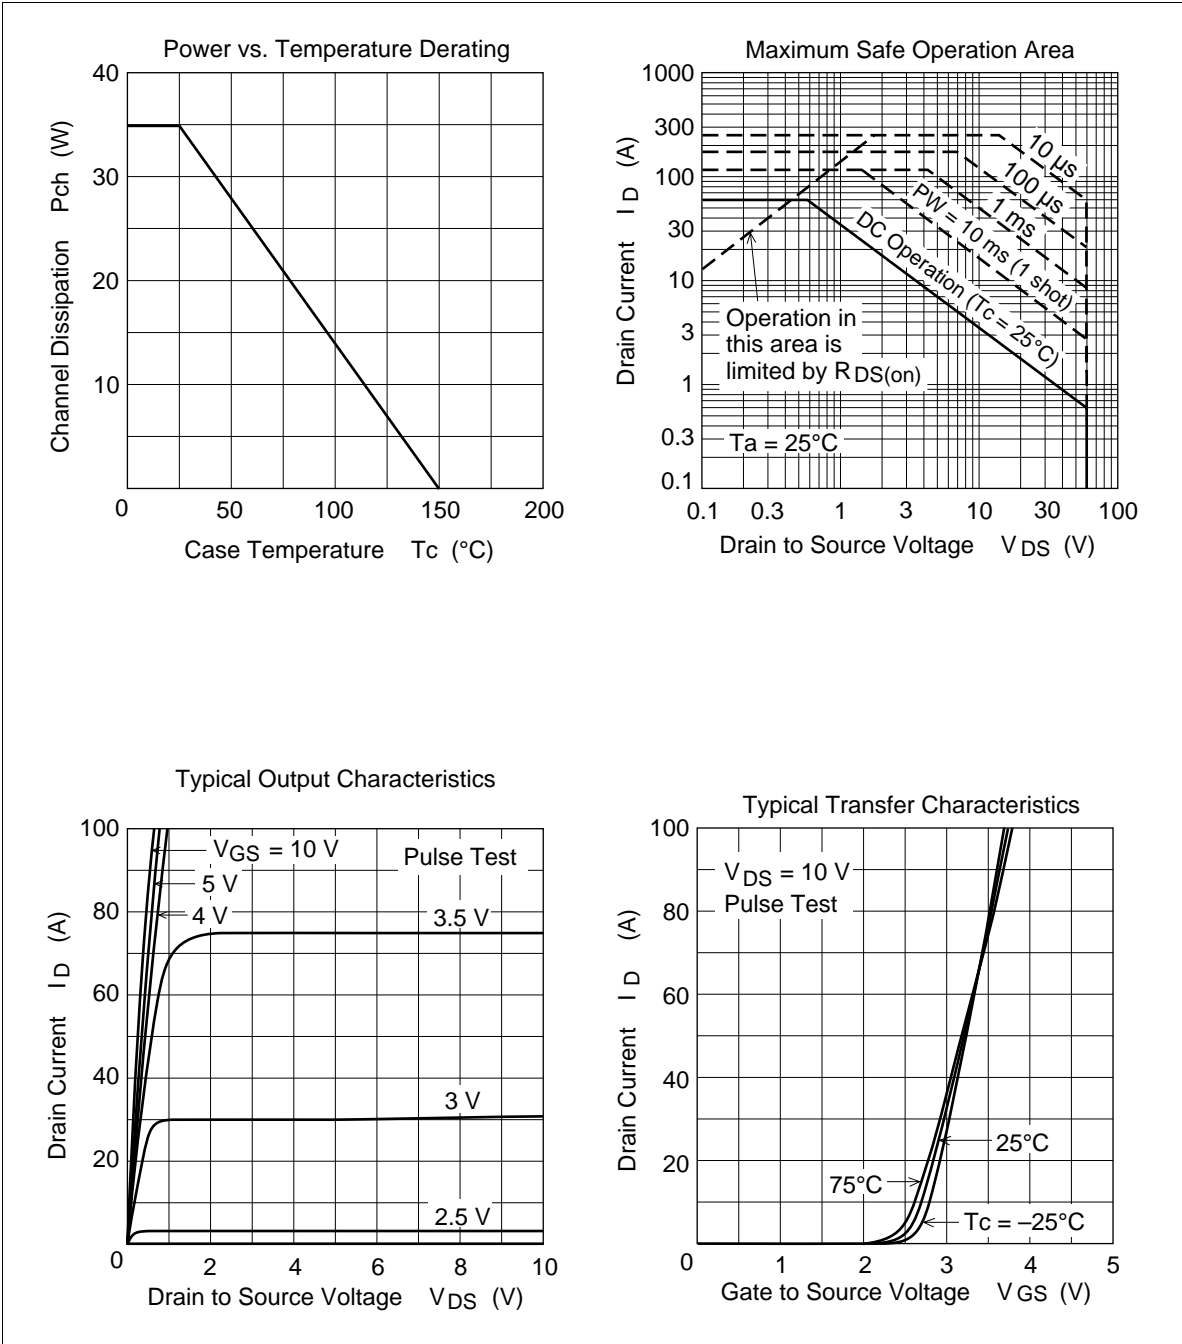 Power vs. Temperature Derating
40
30
20
10
0
50
100
150
200
Channel Dissipation Pch (W)
Case Temperature Tc (°C)
Maximum Safe Operation Area
1000
300
100
30
10
3
1
0.3
0.1
0.1
0.3
1
3
10
30
100
Drain Current I D (A)
Drain to Source Voltage V DS (V)
10 µs
100 µs
1 ms
PW = 10 ms (1 shot)
DC Operation (Tc = 25°C)
Operation in
this area is
limited by R DS(on)
Ta = 25°C
Typical Output Characteristics
100
80
60
40
20
0
2
4
6
8
10
Drain Current I D (A)
Drain to Source Voltage V DS (V)
VGS = 10 V
5 V
4 V
Pulse Test
3.5 V
3 V
2.5 V
Typical Transfer Characteristics
100
80
60
40
20
0
1
2
3
4
5
Drain Current I D (A)
Gate to Source Voltage V GS (V)
V DS = 10 V
Pulse Test
25°C
75°C
Tc = –25°C